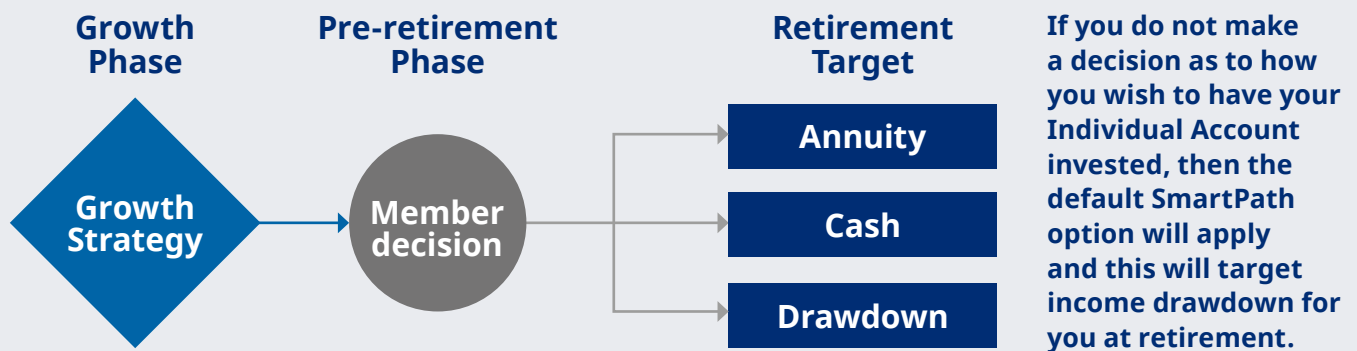 Growth
Phase
Pre-retirement
Phase
Retirement
Target
Growth
Strategy
Member
decision
Annuity
Cash
Drawdown
If you do not make
a decision as to how
you wish to have your
Individual Account
invested, then the
default SmartPath
option will apply
and this will target
income drawdown for
you at retirement.